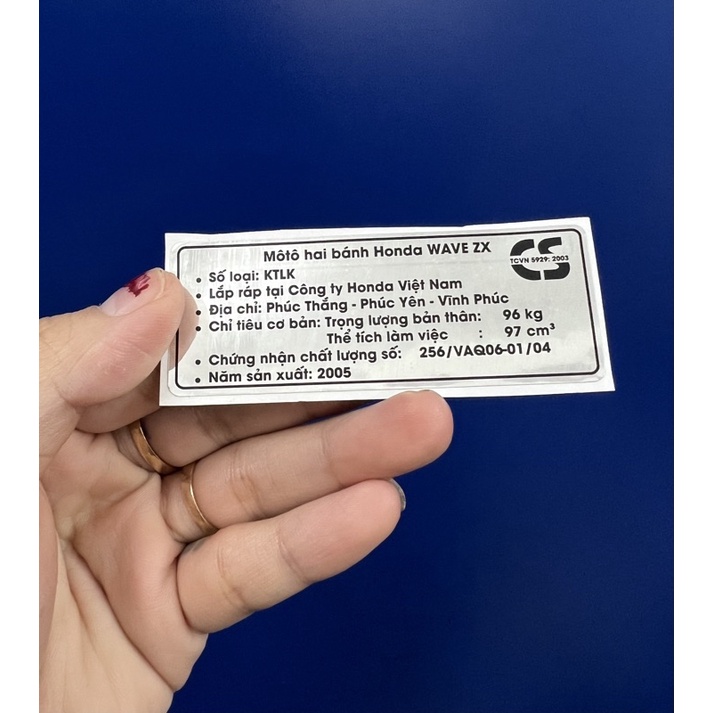 Môtô hai bánh Honda WAVE ZX
CS
TCVN 5929: 2003
• Số loại: KTLK
• Lắp ráp tại Công ty Honda Việt Nam
• Địa chỉ: Phúc Thắng - Phúc Yên - Vĩnh Phúc
• Chỉ tiêu cơ bản: Trọng lượng bản thân: 96 kg
Thể tích làm việc : 97 cm³
• Chứng nhận chất lượng số: 256/VAQ06-01/04
• Năm sản xuất: 2005